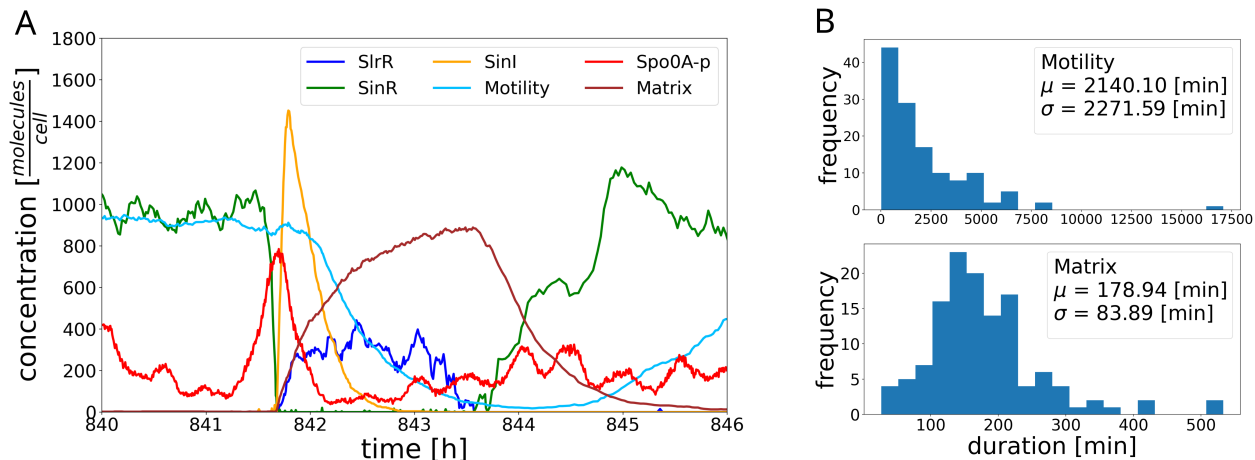 A
concentration [molecules/cell]
1800
1600
1400
1200
1000
800
600
400
200
0
SlrR
SinR
SinI
Motility
Spo0A-p
Matrix
840
841
842
843
844
845
846
time [h]
B
frequency
40
30
20
10
0
Motility
μ = 2140.10 [min]
σ = 2271.59 [min]
0
2500
5000
7500
10000
12500
15000
17500
frequency
20
15
10
5
0
Matrix
μ = 178.94 [min]
σ = 83.89 [min]
100
200
300
400
500
duration [min]